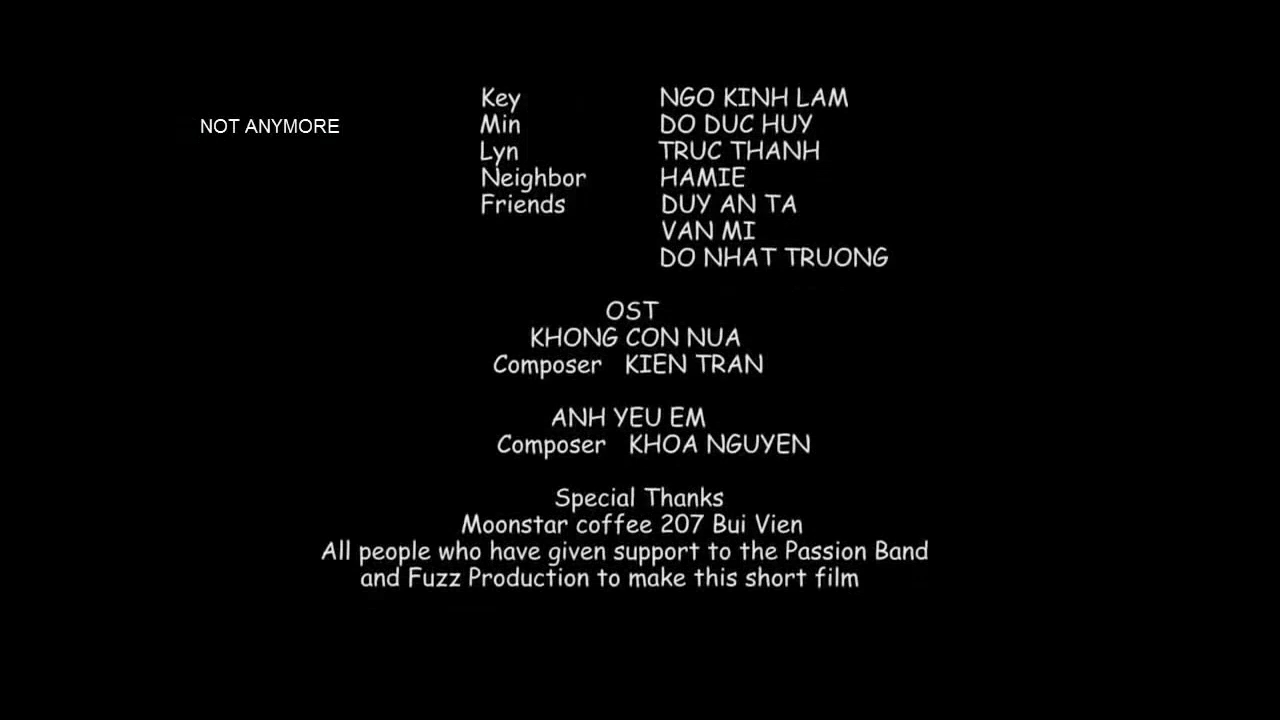 Key NGO KINH LAM
NOT ANYMORE
Min DO DUC HUY
Lyn TRUC THANH
Neighbor HAMIE
Friends DUY AN TA
VAN MI
DO NHAT TRUONG
OST
KHONG CON NUA
Composer KIEN TRAN
ANH YEU EM
Composer KHOA NGUYEN
Special Thanks
Moonstar coffee 207 Bui Vien
All people who have given support to the Passion Band
and Fuzz Production to make this short film